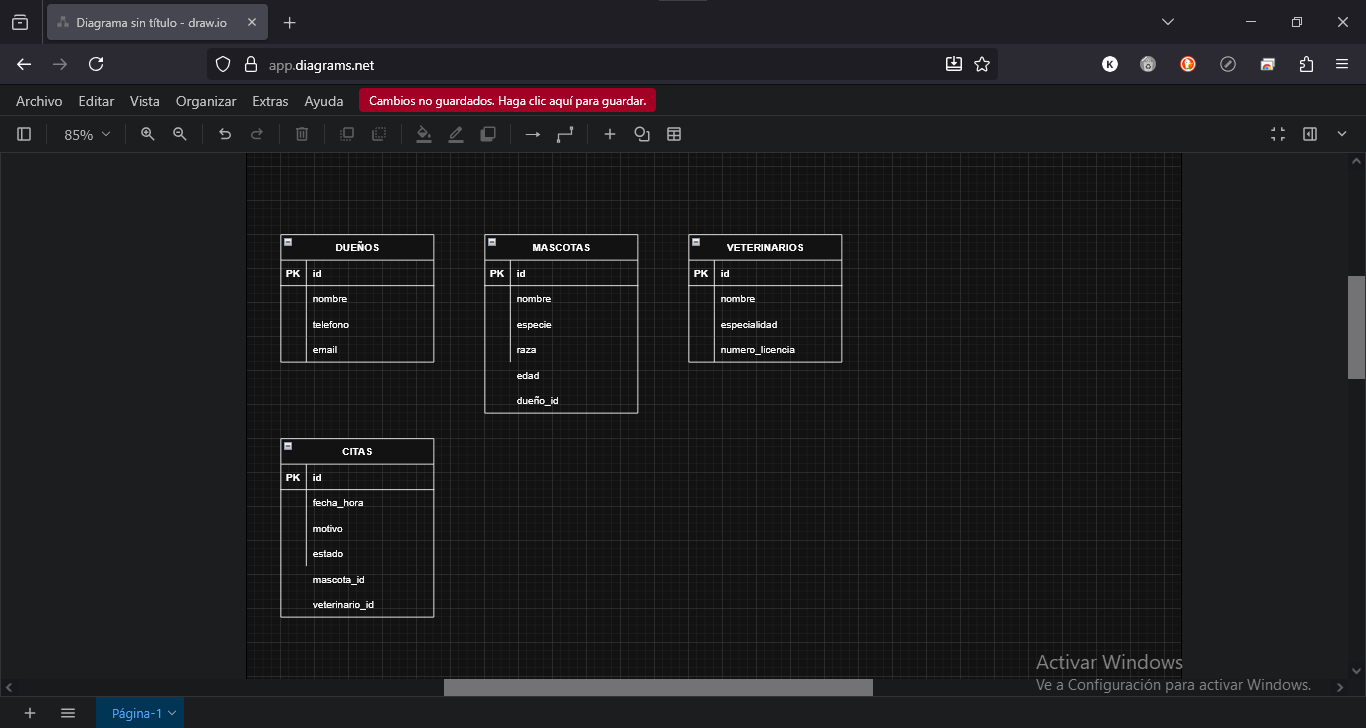 Diagrama sin título - draw.io
app.diagrams.net
K
Archivo Editar Vista Organizar Extras Ayuda Cambios no guardados. Haga clic aquí para guardar.
85%
DUEÑOS
PK id
nombre
telefono
email
MASCOTAS
PK id
nombre
especie
raza
edad
dueño_id
VETERINARIOS
PK id
nombre
especialidad
numero_licencia
CITAS
PK id
fecha_hora
motivo
estado
mascota_id
veterinario_id
Activar Windows
Ve a Configuración para activar Windows.
Página-1